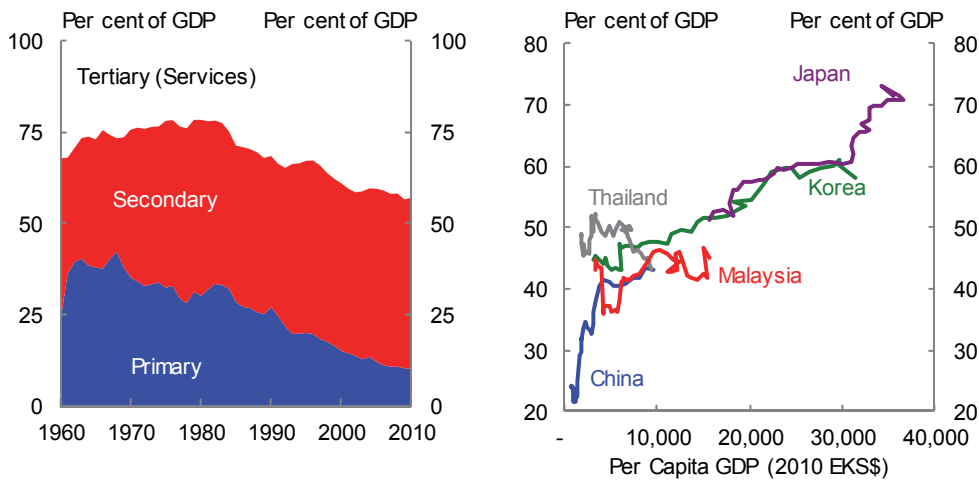 Per cent of GDP Per cent of GDP
100 100
Tertiary (Services)
75 75
Secondary
50 50
25 25
Primary
0 0
1960 1970 1980 1990 2000 2010
Per cent of GDP Per cent of GDP
80 80
Japan
70 70
60 60
Korea
Thailand
50 50
Malaysia
40 40
30 30
China
20 20
- 10,000 20,000 30,000 40,000
Per Capita GDP (2010 EKS$)